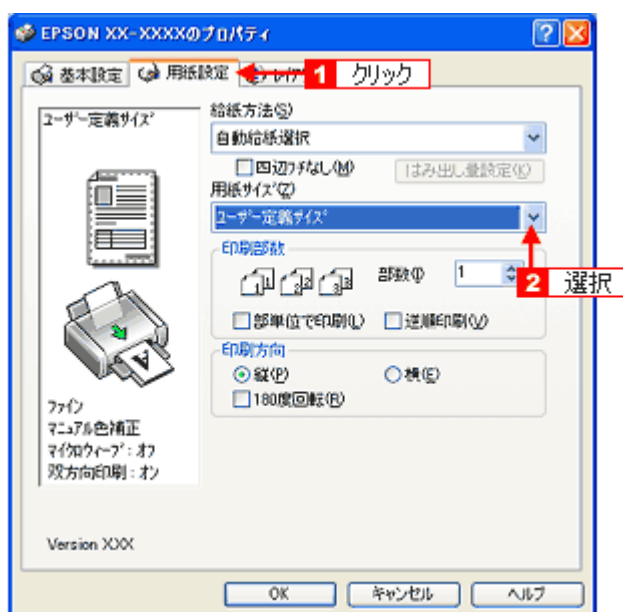 EPSON XX-XXXXのプロパティ
基本設定 用紙設定 1 クリック
ユーザー定義サイズ
給紙方法(S)
自動給紙選択
四辺フチなし(M) はみ出し量設定(K)
用紙サイズ(Z)
ユーザー定義サイズ
印刷部数
部数(I) 1
2 選択
部単位で印刷(L) 逆順印刷(V)
印刷方向
縦(P) 横(E)
180度回転(R)
ファイン
マニュアル色補正
マイクロウィーブ:オフ
双方向印刷:オン
Version XXX
OK キャンセル ヘルプ